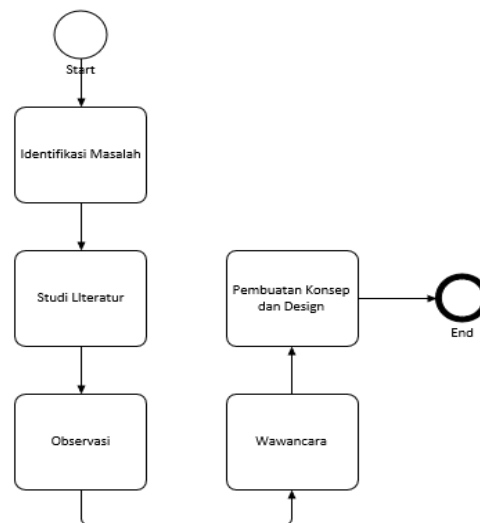 Start
Identifikasi Masalah
Studi LIteratur
Observasi
Wawancara
Pembuatan Konsep
dan Design
End